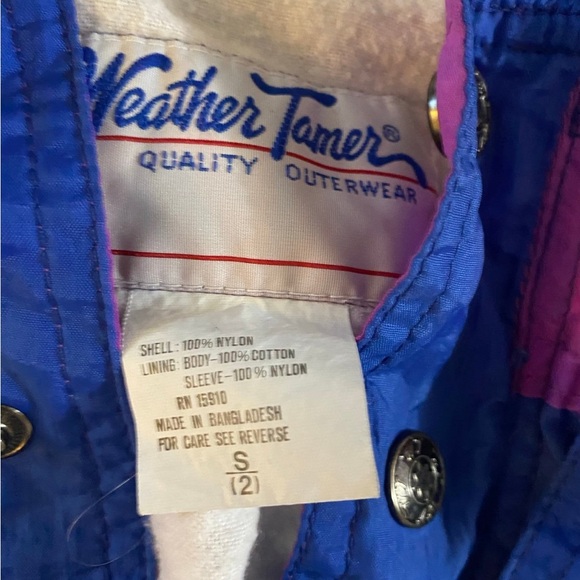 Weather Tamer®
QUALITY OUTERWEAR
SHELL: 100% NYLON
LINING: BODY-100% COTTON
SLEEVE-100% NYLON
RN 15910
MADE IN BANGLADESH
FOR CARE SEE REVERSE
S
(2)